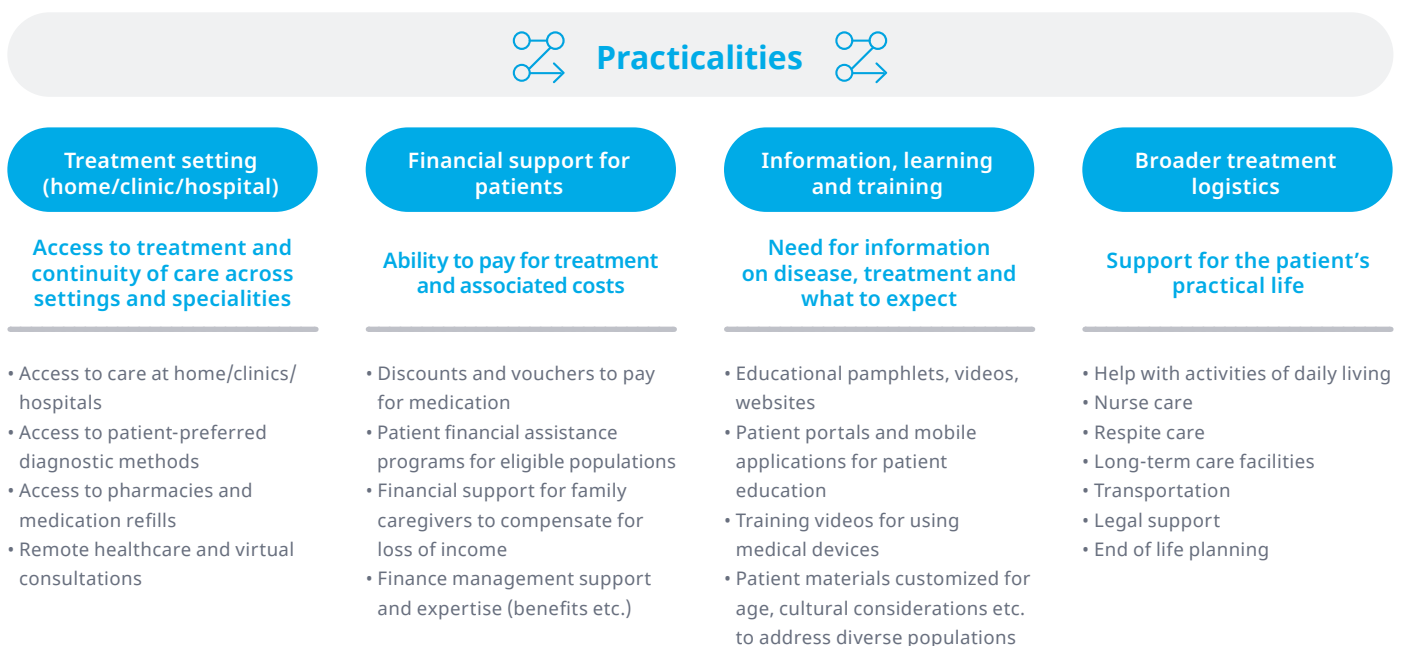 Practicalities
Treatment setting
(home/clinic/hospital)
Access to treatment and
continuity of care across
settings and specialities
• Access to care at home/clinics/
hospitals
• Access to patient-preferred
diagnostic methods
• Access to pharmacies and
medication refills
• Remote healthcare and virtual
consultations
Financial support for
patients
Ability to pay for treatment
and associated costs
• Discounts and vouchers to pay
for medication
• Patient financial assistance
programs for eligible populations
• Financial support for family
caregivers to compensate for
loss of income
• Finance management support
and expertise (benefits etc.)
Information, learning
and training
Need for information
on disease, treatment and
what to expect
• Educational pamphlets, videos,
websites
• Patient portals and mobile
applications for patient
education
• Training videos for using
medical devices
• Patient materials customized for
age, cultural considerations etc.
to address diverse populations
Broader treatment
logistics
Support for the patient’s
practical life
• Help with activities of daily living
• Nurse care
• Respite care
• Long-term care facilities
• Transportation
• Legal support
• End of life planning